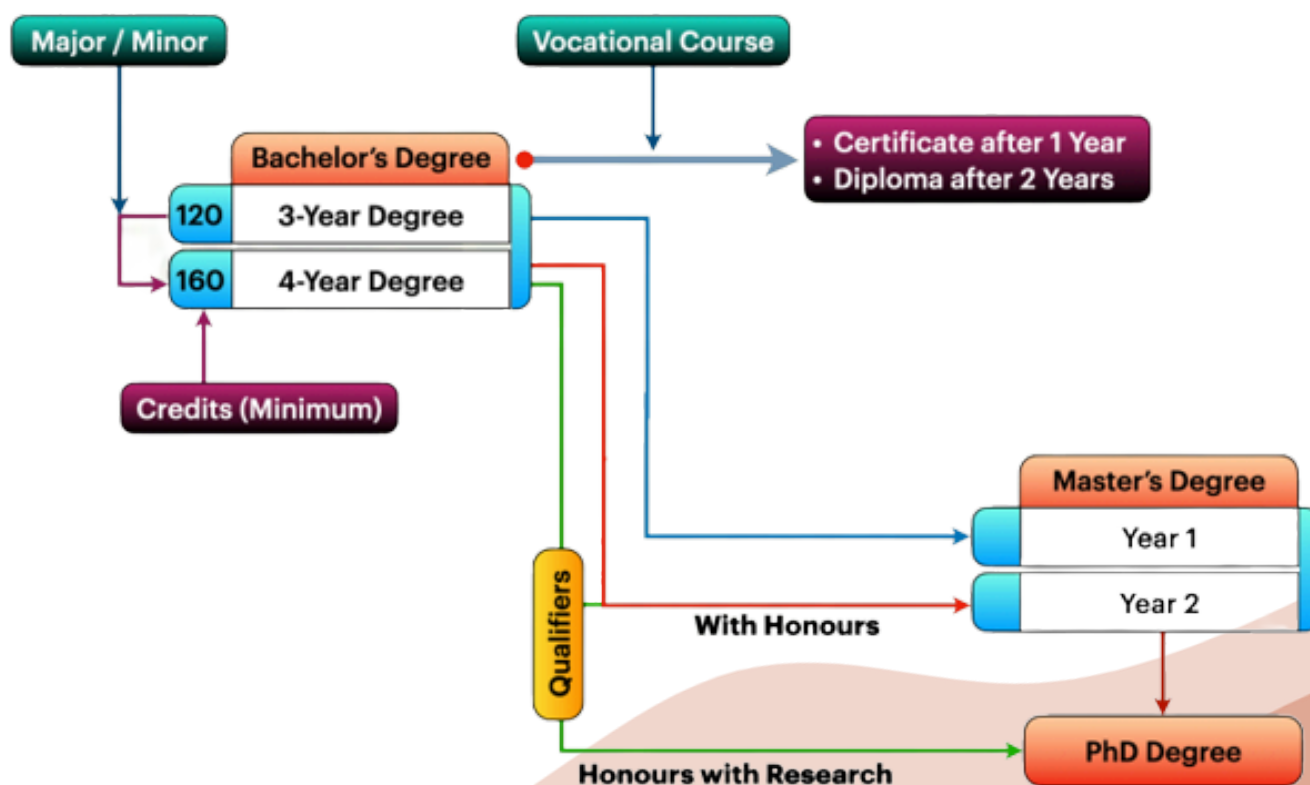 Major / Minor
Vocational Course
Bachelor's Degree
• Certificate after 1 Year
• Diploma after 2 Years
120
3-Year Degree
160
4-Year Degree
Credits (Minimum)
Master's Degree
Year 1
Year 2
With Honours
Qualifiers
PhD Degree
Honours with Research